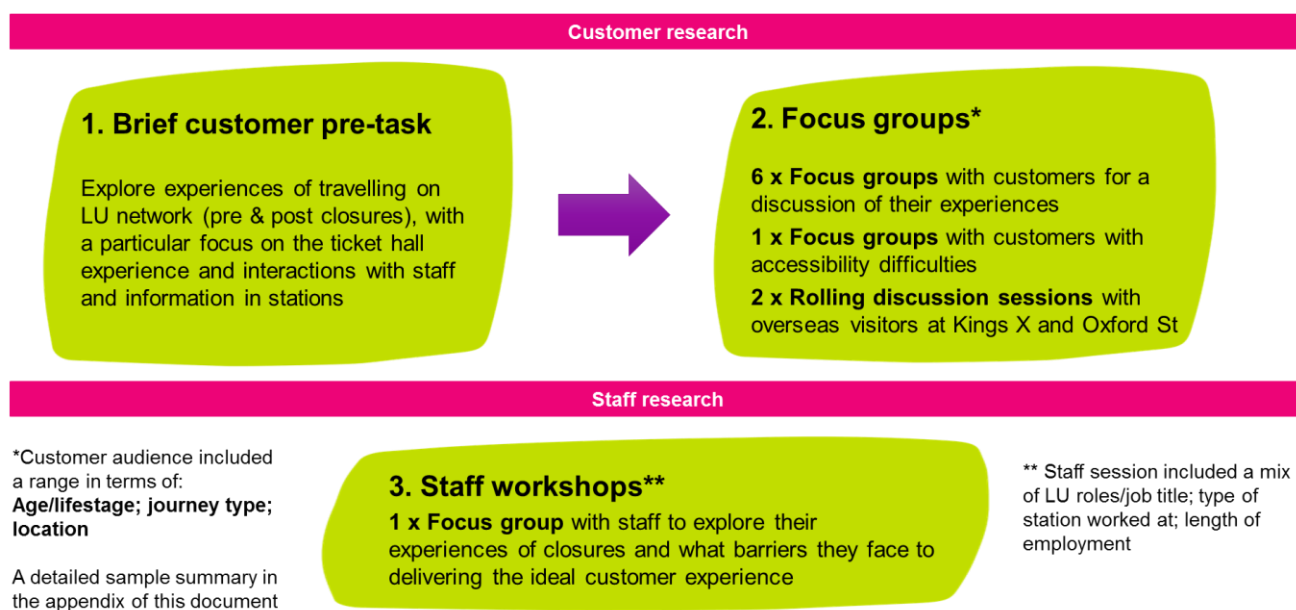 Customer research
1. Brief customer pre-task
Explore experiences of travelling on
LU network (pre & post closures), with
a particular focus on the ticket hall
experience and interactions with staff
and information in stations
2. Focus groups*
6 x Focus groups with customers for a
discussion of their experiences
1 x Focus groups with customers with
accessibility difficulties
2 x Rolling discussion sessions with
overseas visitors at Kings X and Oxford St
Staff research
*Customer audience included
a range in terms of:
Age/lifestage; journey type;
location
A detailed sample summary in
the appendix of this document
3. Staff workshops**
1 x Focus group with staff to explore their
experiences of closures and what barriers they face to
delivering the ideal customer experience
** Staff session included a mix
of LU roles/job title; type of
station worked at; length of
employment